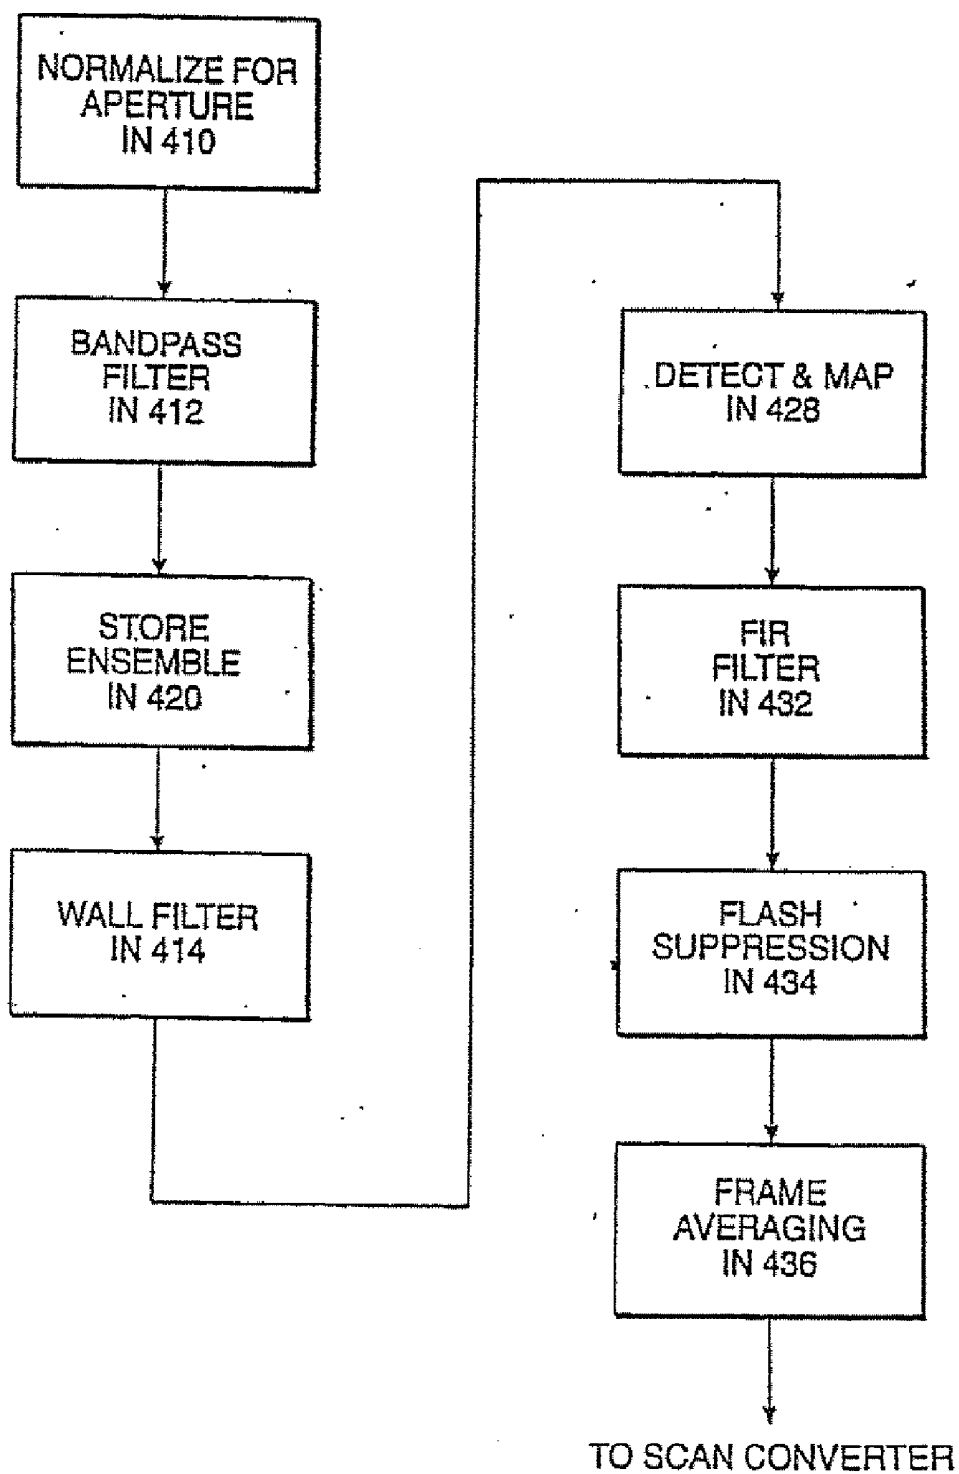 NORMALIZE FOR
APERTURE
IN 410
BANDPASS
FILTER
IN 412
STORE
ENSEMBLE
IN 420
WALL FILTER
IN 414
DETECT & MAP
IN 428
FIR
FILTER
IN 432
FLASH
SUPPRESSION
IN 434
FRAME
AVERAGING
IN 436
TO SCAN CONVERTER